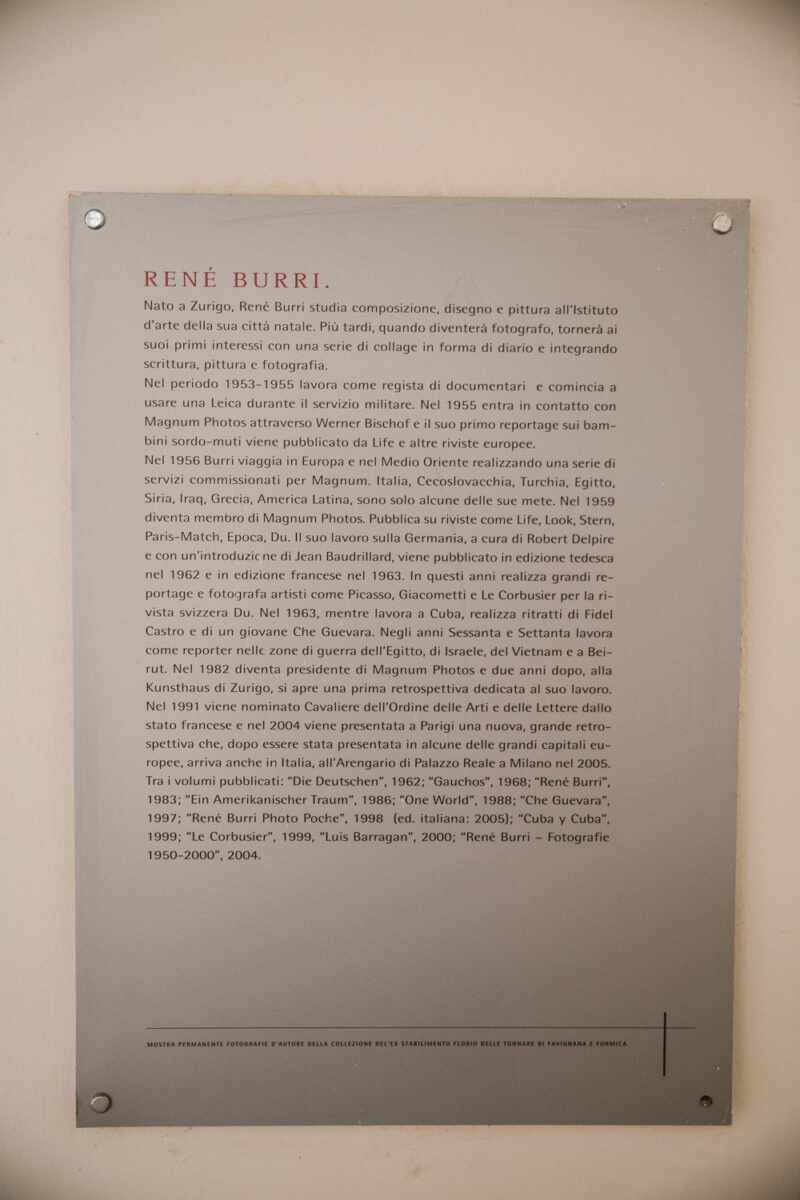 RENÉ BURRI.
Nato a Zurigo, René Burri studia composizione, disegno e pittura all'Istituto
d'arte della sua città natale. Più tardi, quando diventerà fotografo, tornerà ai
suoi primi interessi con una serie di collage in forma di diario e integrando
scrittura, pittura e fotografia.
Nel periodo 1953-1955 lavora come regista di documentari e comincia a
usare una Leica durante il servizio militare. Nel 1955 entra in contatto con
Magnum Photos attraverso Werner Bischof e il suo primo reportage sui bam-
bini sordo-muti viene pubblicato da Life e altre riviste europee.
Nel 1956 Burri viaggia in Europa e nel Medio Oriente realizzando una serie di
servizi commissionati per Magnum. Italia, Cecoslovacchia, Turchia, Egitto,
Siria, Iraq, Grecia, America Latina, sono solo alcune delle sue mete. Nel 1959
diventa membro di Magnum Photos. Pubblica su riviste come Life, Look, Stern,
Paris-Match, Epoca, Du. Il suo lavoro sulla Germania, a cura di Robert Delpire
e con un'introduzione di Jean Baudrillard, viene pubblicato in edizione tedesca
nel 1962 e in edizione francese nel 1963. In questi anni realizza grandi re-
portage e fotografa artisti come Picasso, Giacometti e Le Corbusier per la ri-
vista svizzera Du. Nel 1963, mentre lavora a Cuba, realizza ritratti di Fidel
Castro e di un giovane Che Guevara. Negli anni Sessanta e Settanta lavora
come reporter nelle zone di guerra dell'Egitto, di Israele, del Vietnam e a Bei-
rut. Nel 1982 diventa presidente di Magnum Photos e due anni dopo, alla
Kunsthaus di Zurigo, si apre una prima retrospettiva dedicata al suo lavoro.
Nel 1991 viene nominato Cavaliere dell'Ordine delle Arti e delle Lettere dallo
stato francese e nel 2004 viene presentata a Parigi una nuova, grande retro-
spettiva che, dopo essere stata presentata in alcune delle grandi capitali eu-
ropee, arriva anche in Italia, all'Arengario di Palazzo Reale a Milano nel 2005.
Tra i volumi pubblicati: "Die Deutschen", 1962; "Gauchos", 1968; "René Burri",
1983; "Ein Amerikanischer Traum", 1986; "One World", 1988; "Che Guevara",
1997; "René Burri Photo Poche", 1998 (ed. italiana: 2005); "Cuba y Cuba",
1999; "Le Corbusier", 1999, "Luis Barragan", 2000; "René Burri - Fotografie
1950-2000", 2004.
MOSTRA PERMANENTE FOTOGRAFIE D'AUTORE DELLA COLLEZIONE DELL'EX STABILIMENTO FLORIO DELLE TONNARE DI FAVIGNANA E FORMICA